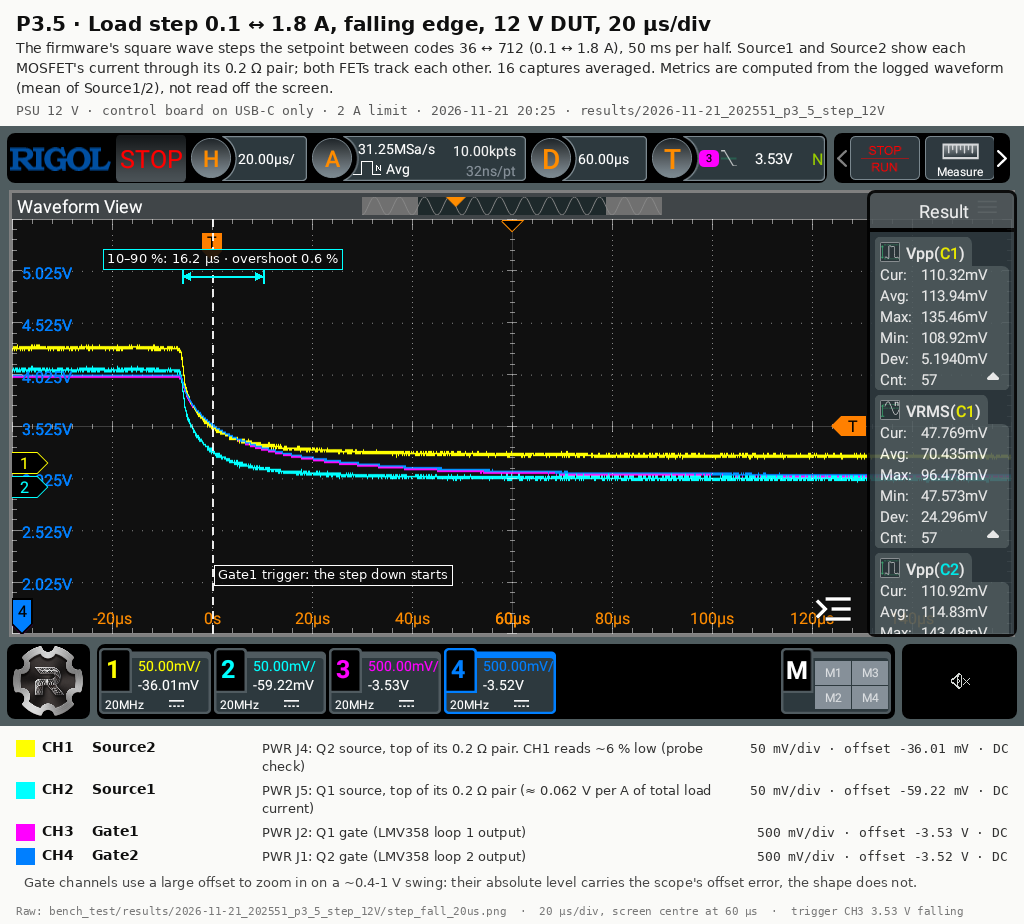 P3.5 · Load step 0.1 ↔ 1.8 A, falling edge, 12 V DUT, 20 µs/div
The firmware's square wave steps the setpoint between codes 36 ↔ 712 (0.1 ↔ 1.8 A), 50 ms per half. Source1 and Source2 show each
MOSFET's current through its 0.2 Ω pair; both FETs track each other. 16 captures averaged. Metrics are computed from the logged waveform
(mean of Source1/2), not read off the screen.
PSU 12 V · control board on USB-C only · 2 A limit · 2026-11-21 20:25 · results/2026-11-21_202551_p3_5_step_12V
RIGOL STOP H 20.00µs/ A 31.25MSa/s 10.00kpts D 60.00µs T 3 3.53V N STOP
N Avg 32ns/pt RUN Measure
Waveform View
Result
T
10–90 %: 16.2 µs · overshoot 0.6 %
5.025V
4.525V
4.025V
3.525V
T
1
2
2.525V
2.025V
Gate1 trigger: the step down starts
4
-20µs 0s 20µs 40µs 60µs 80µs 100µs 120µs
Vpp(C1)
Cur: 110.32mV
Avg: 113.94mV
Max: 135.46mV
Min: 108.92mV
Dev: 5.1940mV
Cnt: 57
VRMS(C1)
Cur: 47.769mV
Avg: 70.435mV
Max: 96.478mV
Min: 47.573mV
Dev: 24.296mV
Cnt: 57
Vpp(C2)
Cur: 110.92mV
Avg: 114.83mV
Max: 143.48mV
1 50.00mV/ -36.01mV 20MHz
2 50.00mV/ -59.22mV 20MHz
3 500.00mV/ -3.53V 20MHz
4 500.00mV/ -3.52V 20MHz
M M1 M3
M2 M4
CH1 Source2 PWR J4: Q2 source, top of its 0.2 Ω pair. CH1 reads ~6 % low (probe 50 mV/div · offset -36.01 mV · DC
check)
CH2 Source1 PWR J5: Q1 source, top of its 0.2 Ω pair (≈ 0.062 V per A of total load 50 mV/div · offset -59.22 mV · DC
current)
CH3 Gate1 PWR J2: Q1 gate (LMV358 loop 1 output) 500 mV/div · offset -3.53 V · DC
CH4 Gate2 PWR J1: Q2 gate (LMV358 loop 2 output) 500 mV/div · offset -3.52 V · DC
Gate channels use a large offset to zoom in on a ~0.4-1 V swing: their absolute level carries the scope's offset error, the shape does not.
Raw: bench_test/results/2026-11-21_202551_p3_5_step_12V/step_fall_20us.png · 20 µs/div, screen centre at 60 µs · trigger CH3 3.53 V falling